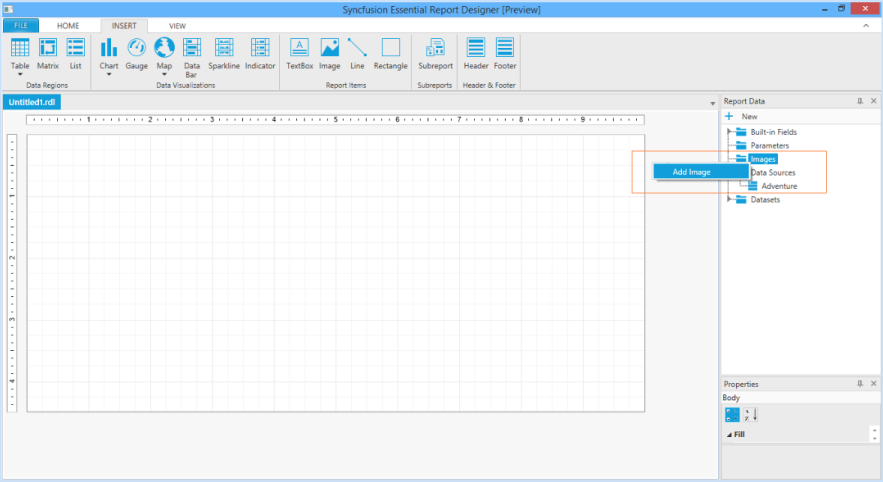 Syncfusion Essential Report Designer [Preview]
FILE HOME INSERT VIEW
Table Matrix List Chart Gauge Map Data Bar Sparkline Indicator TextBox Image Line Rectangle Subreport Header Footer
Data Regions Data Visualizations Report Items Subreports Header & Footer
Untitled1.rdl
1 2 3 4 5 6 7 8 9
1
2
3
4
Report Data
New
Built-in Fields
Parameters
Images
Add Image
Data Sources
Adventure
Datasets
Properties
Body
Fill